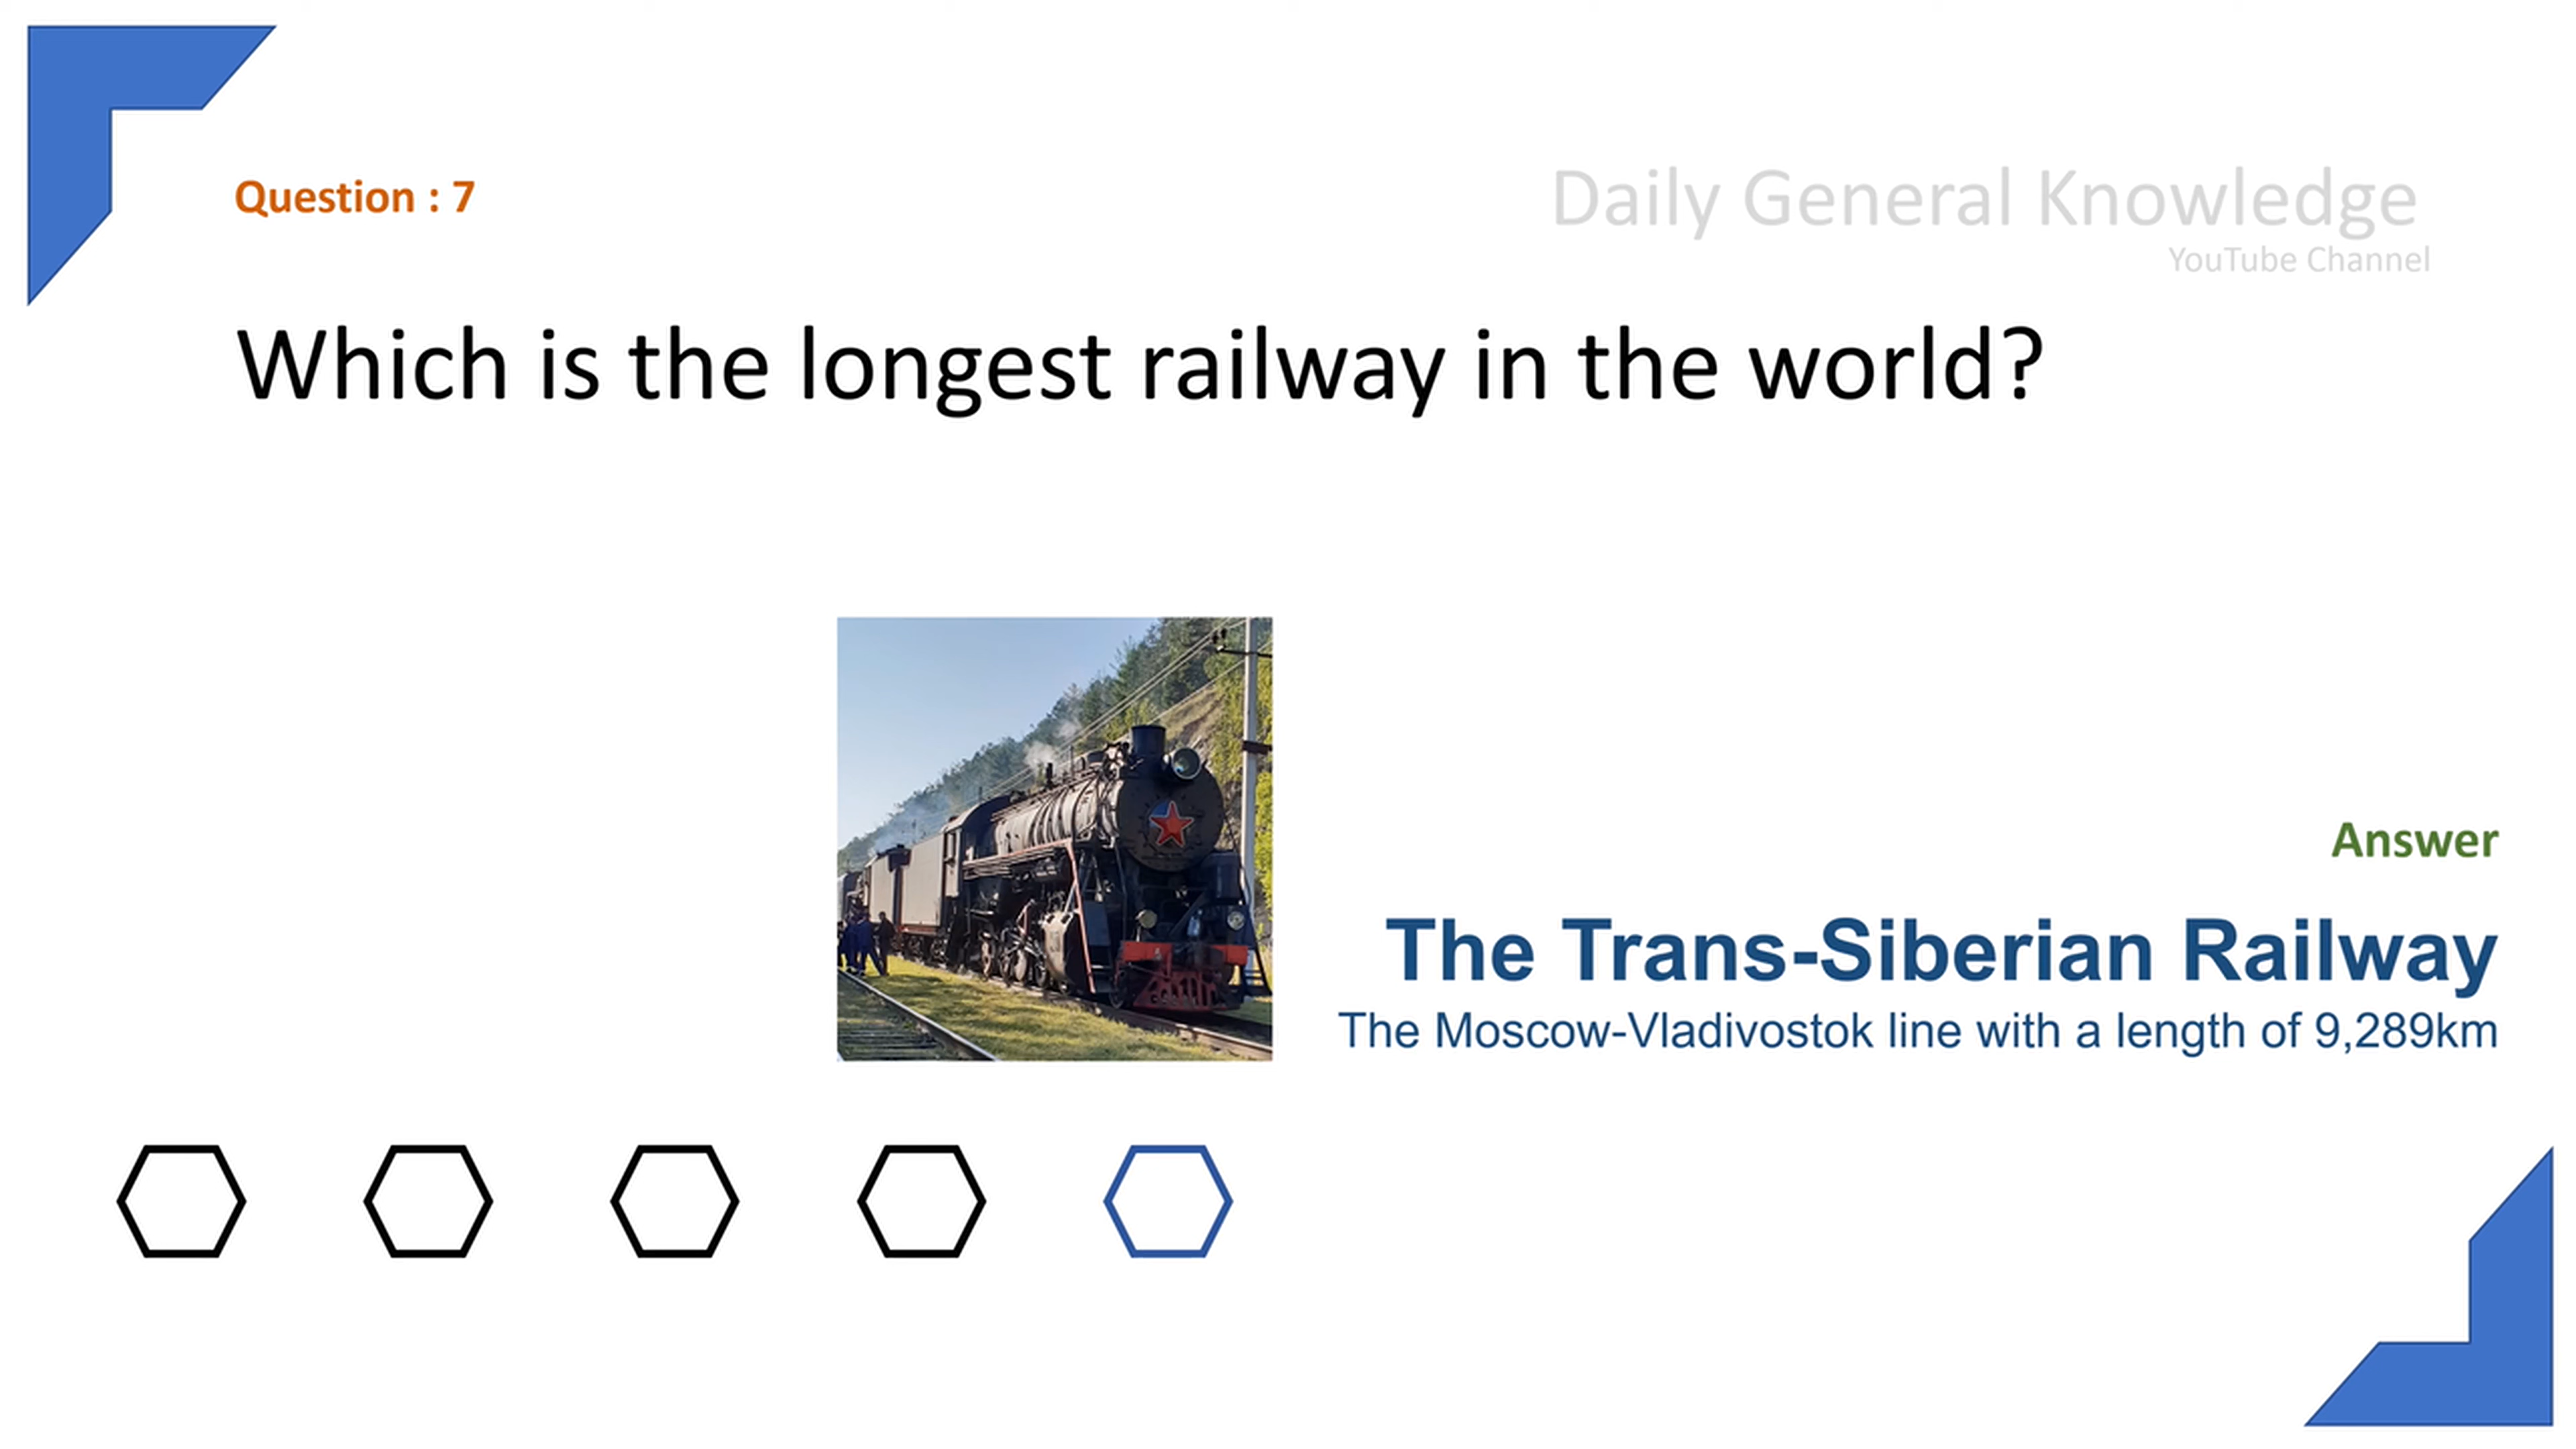 Question : 7
Daily General Knowledge
YouTube Channel
Which is the longest railway in the world?
Answer
The Trans-Siberian Railway
The Moscow-Vladivostok line with a length of 9,289km